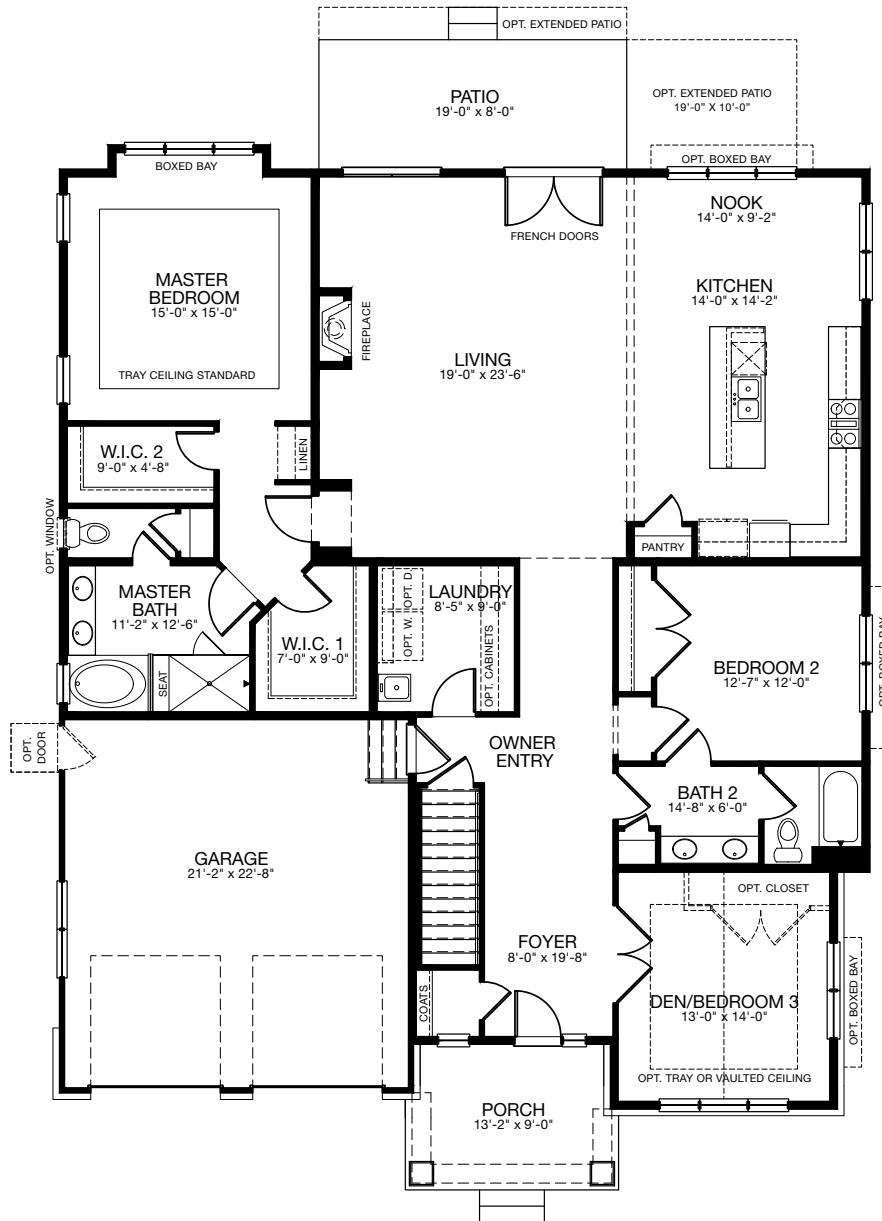 OPT. EXTENDED PATIO
PATIO
19'-0" x 8'-0"
OPT. EXTENDED PATIO
19'-0" X 10'-0"
BOXED BAY
OPT. BOXED BAY
NOOK
14'-0" x 9'-2"
FRENCH DOORS
MASTER
BEDROOM
15'-0" x 15'-0"
TRAY CEILING STANDARD
FIREPLACE
KITCHEN
14'-0" x 14'-2"
LIVING
19'-0" x 23'-6"
W.I.C. 2
9'-0" x 4'-8"
LINEN
OPT. WINDOW
PANTRY
MASTER
BATH
11'-2" x 12'-6"
SEAT
W.I.C. 1
7'-0" x 9'-0"
OPT. W.
OPT. D.
LAUNDRY
8'-5" x 9'-0"
OPT. CABINETS
BEDROOM 2
12'-7" x 12'-0"
OPT. BOXED BAY
OPT.
DOOR
OWNER
ENTRY
BATH 2
14'-8" x 6'-0"
GARAGE
21'-2" x 22'-8"
OPT. CLOSET
FOYER
8'-0" x 19'-8"
COATS
DEN/BEDROOM 3
13'-0" x 14'-0"
OPT. BOXED BAY
OPT. TRAY OR VAULTED CEILING
PORCH
13'-2" x 9'-0"